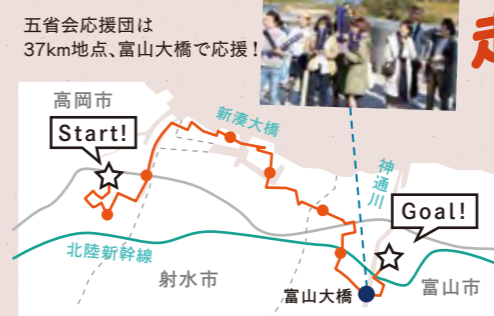 五省会応援団は
37km地点、富山大橋で応援！
走
高岡市
Start!
新湊大橋
神通川
Goal!
北陸新幹線
射水市
富山大橋
富山市